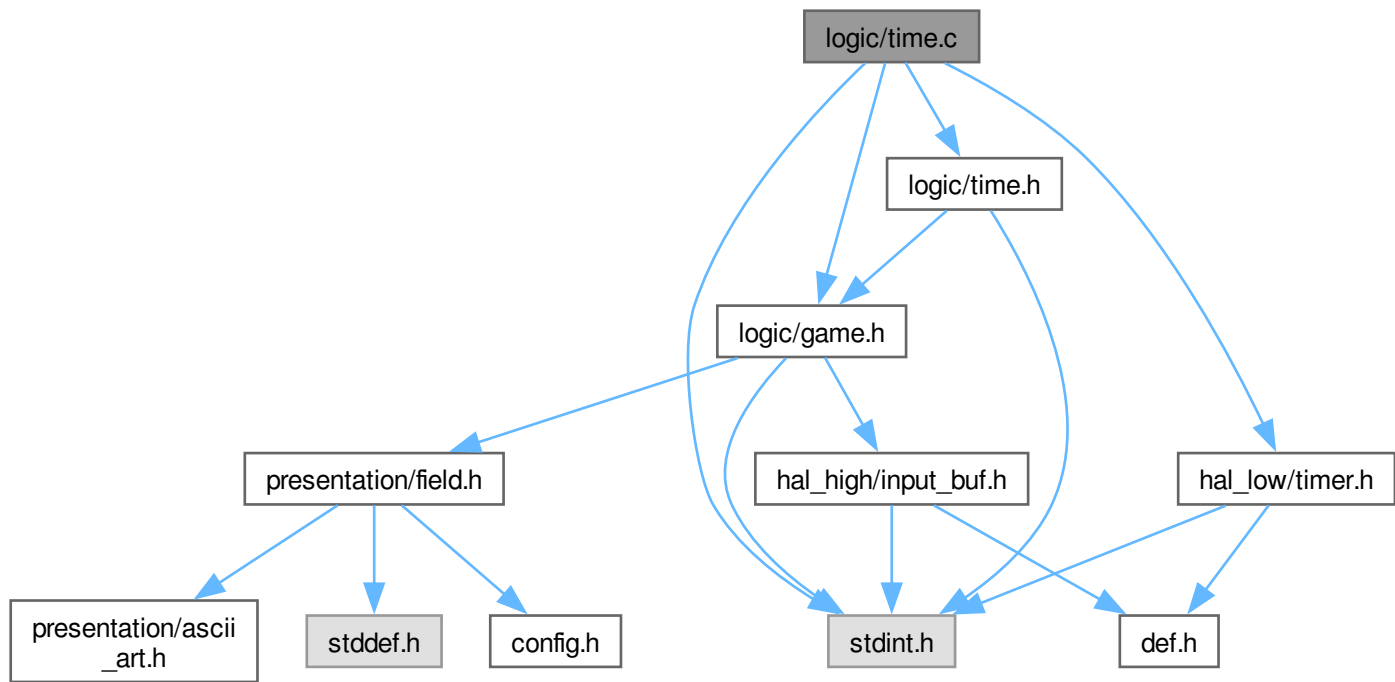 logic/time.c
logic/time.h
logic/game.h
presentation/field.h
hal_high/input_buf.h
hal_low/timer.h
presentation/ascii
_art.h
stddef.h
config.h
stdint.h
def.h